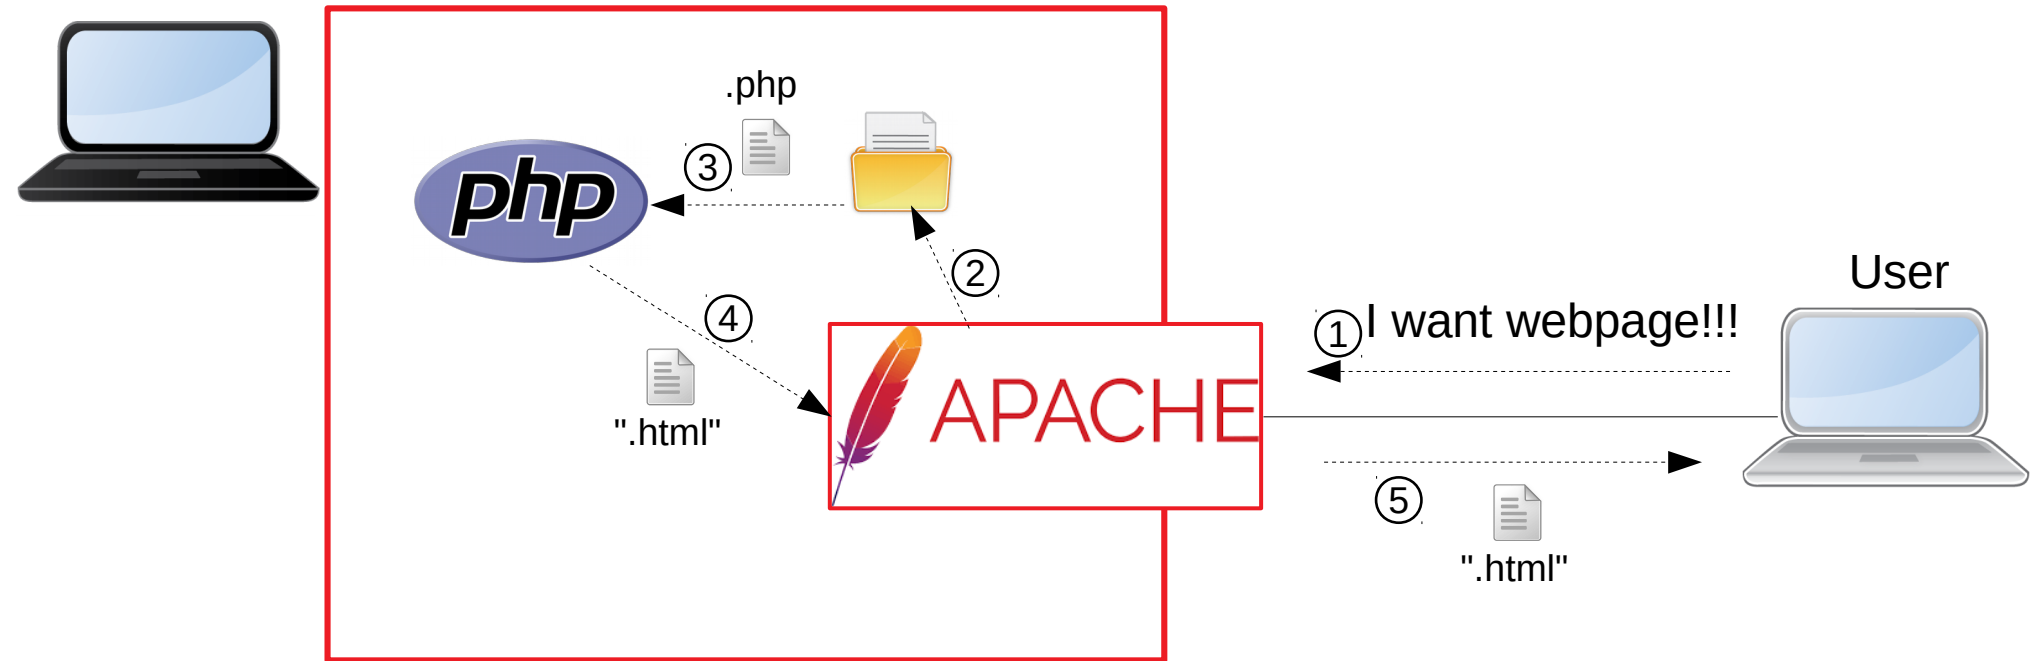 .php
php
3
2
4
".html"
APACHE
User
1 I want webpage!!!
5
".html"